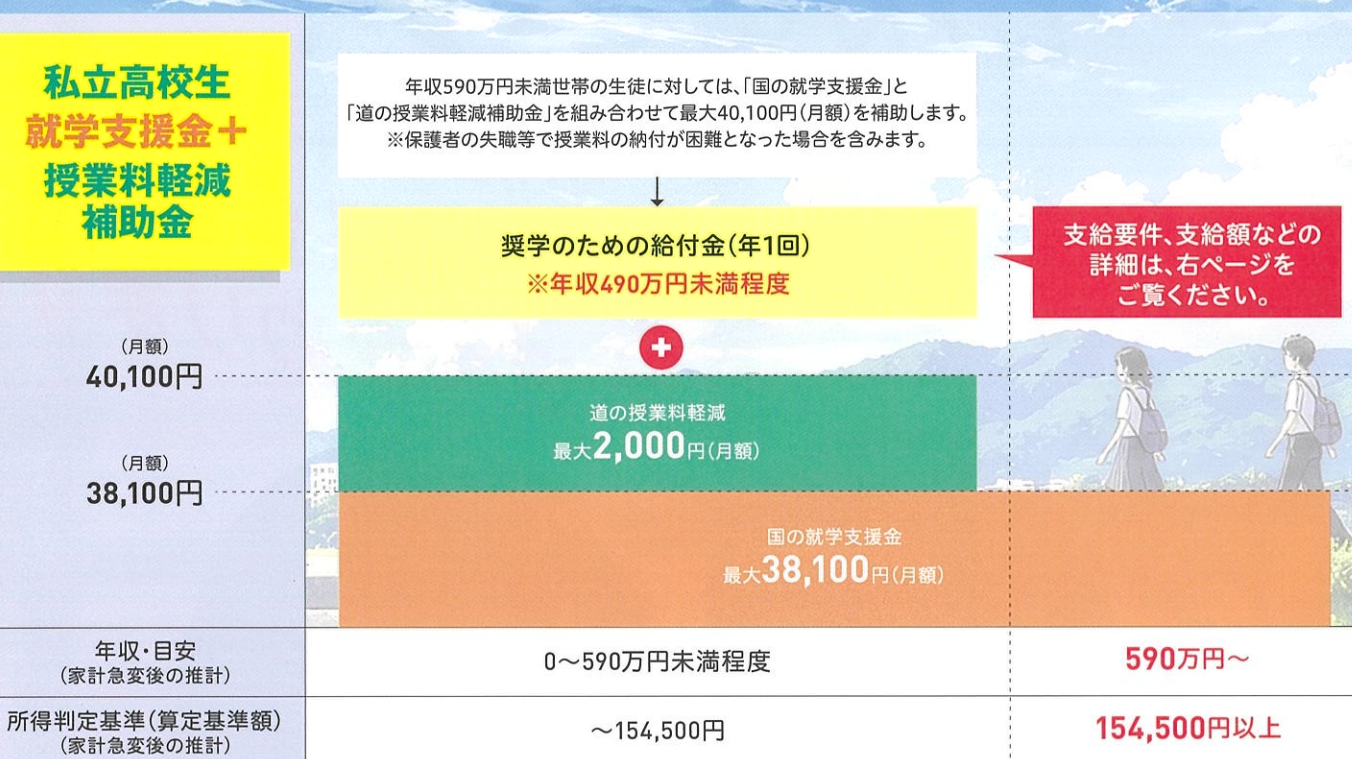 私立高校生
就学支援金＋
授業料軽減
補助金
年収590万円未満世帯の生徒に対しては、「国の就学支援金」と
「道の授業料軽減補助金」を組み合わせて最大40,100円（月額）を補助します。
※保護者の失職等で授業料の納付が困難となった場合を含みます。
奨学のための給付金（年1回）
※年収490万円未満程度
支給要件、支給額などの
詳細は、右ページを
ご覧ください。
（月額）
40,100円
道の授業料軽減
最大2,000円（月額）
（月額）
38,100円
国の就学支援金
最大38,100円（月額）
年収・目安
（家計急変後の推計）
0～590万円未満程度
590万円～
所得判定基準（算定基準額）
（家計急変後の推計）
～154,500円
154,500円以上